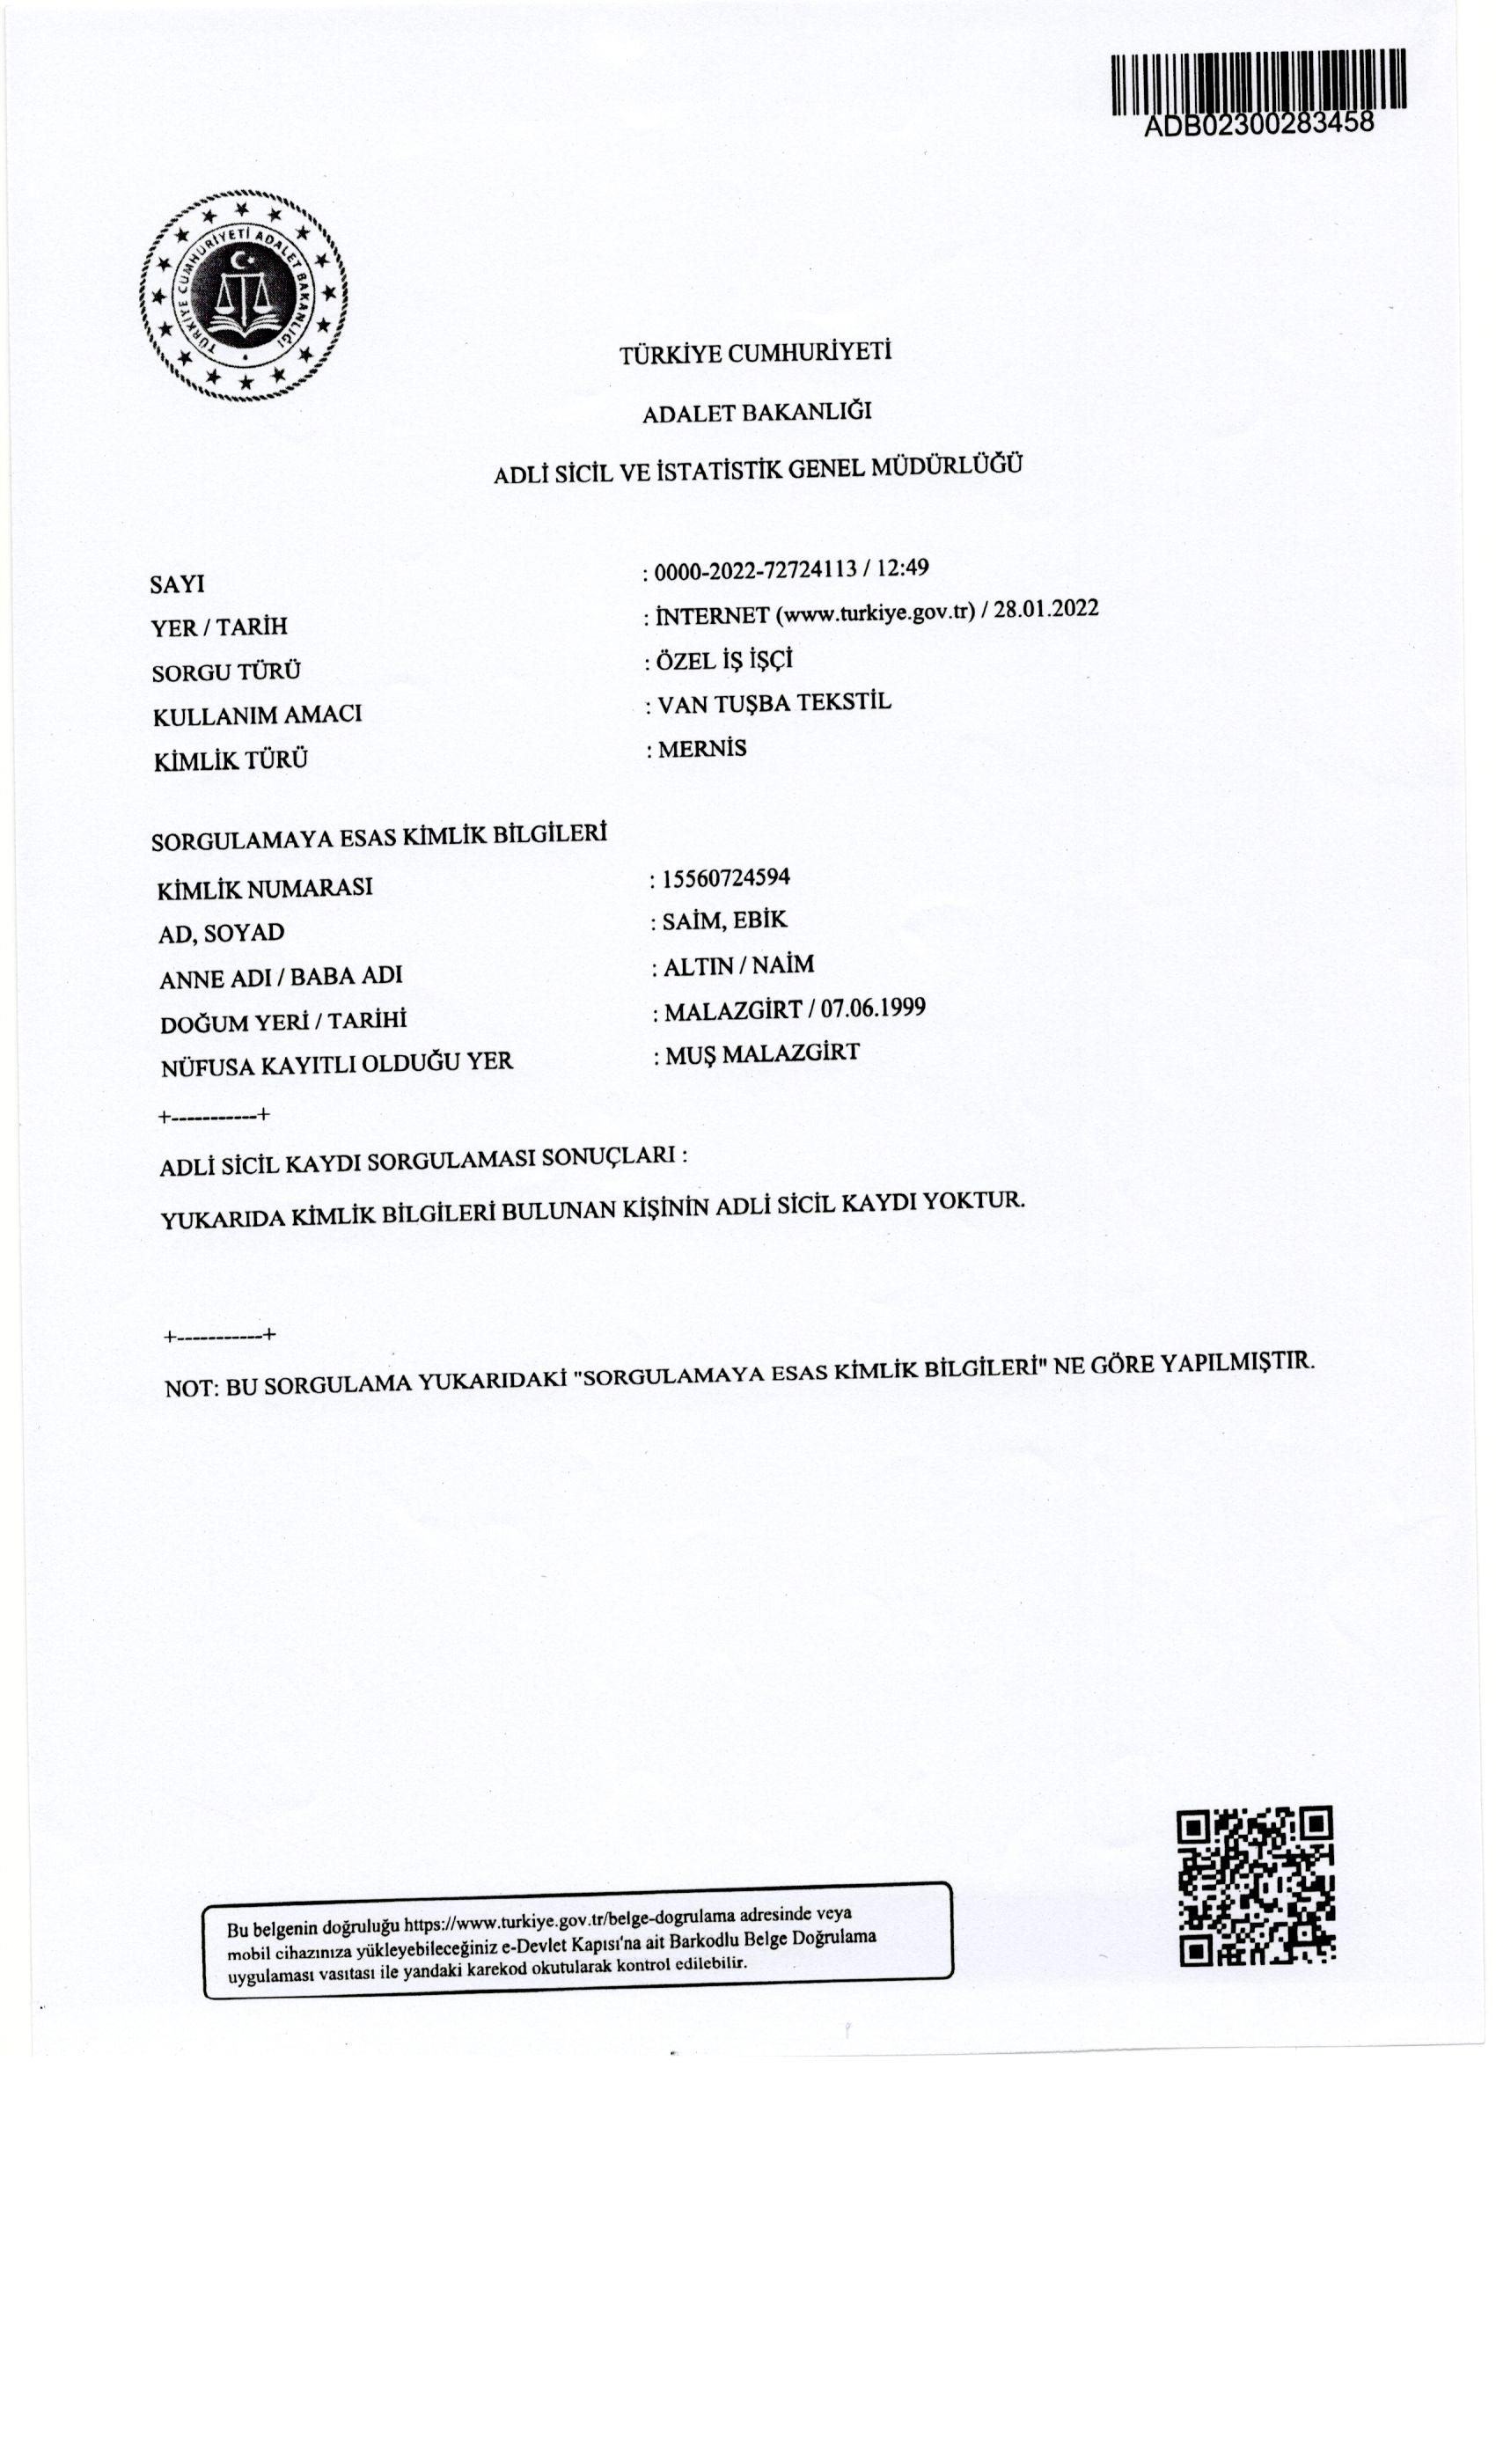 ADB02300283458
TÜRKİYE CUMHURİYETİ ADALET BAKANLIĞI
TÜRKİYE CUMHURİYETİ
ADALET BAKANLIĞI
ADLİ SİCİL VE İSTATİSTİK GENEL MÜDÜRLÜĞÜ
SAYI : 0000-2022-72724113 / 12:49
YER / TARİH : İNTERNET (www.turkiye.gov.tr) / 28.01.2022
SORGU TÜRÜ : ÖZEL İŞ İŞÇİ
KULLANIM AMACI : VAN TUŞBA TEKSTİL
KİMLİK TÜRÜ : MERNİS
SORGULAMAYA ESAS KİMLİK BİLGİLERİ
KİMLİK NUMARASI : 15560724594
AD, SOYAD : SAİM, EBİK
ANNE ADI / BABA ADI : ALTIN / NAİM
DOĞUM YERİ / TARİHİ : MALAZGİRT / 07.06.1999
NÜFUSA KAYITLI OLDUĞU YER : MUŞ MALAZGİRT
+-----------+
ADLİ SİCİL KAYDI SORGULAMASI SONUÇLARI :
YUKARIDA KİMLİK BİLGİLERİ BULUNAN KİŞİNİN ADLİ SİCİL KAYDI YOKTUR.
+-----------+
NOT: BU SORGULAMA YUKARIDAKİ "SORGULAMAYA ESAS KİMLİK BİLGİLERİ" NE GÖRE YAPILMIŞTIR.
Bu belgenin doğruluğu https://www.turkiye.gov.tr/belge-dogrulama adresinde veya
mobil cihazınıza yükleyebileceğiniz e-Devlet Kapısı'na ait Barkodlu Belge Doğrulama
uygulaması vasıtası ile yandaki karekod okutularak kontrol edilebilir.